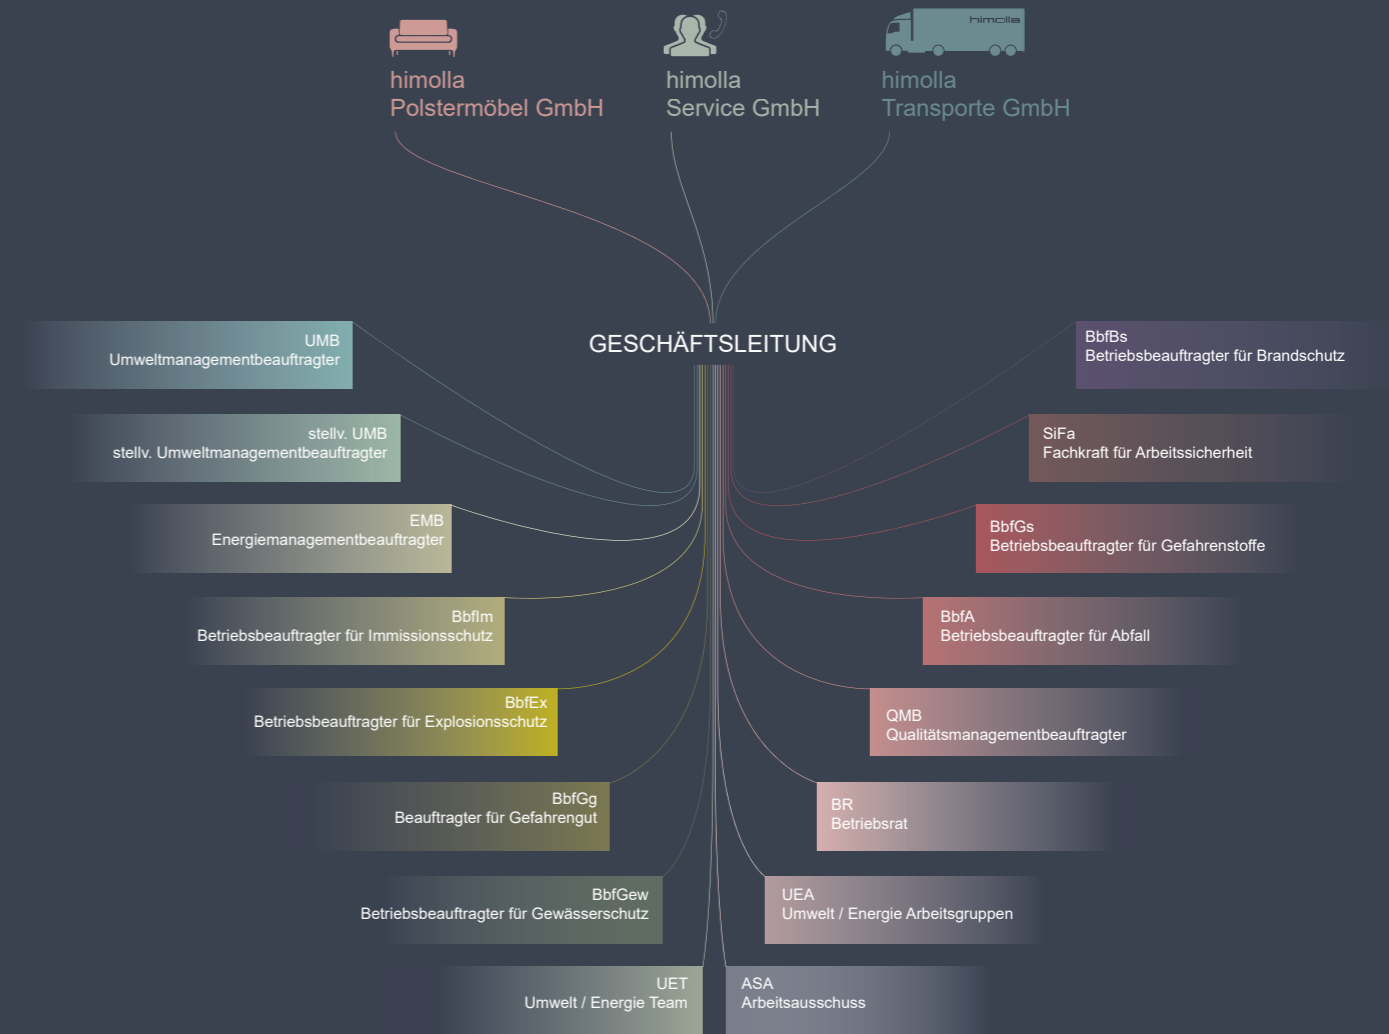 himolla
himolla
Polstermöbel GmbH
himolla
Service GmbH
himolla
Transporte GmbH
GESCHÄFTSLEITUNG
UMB
Umweltmanagementbeauftragter
stellv. UMB
stellv. Umweltmanagementbeauftragter
EMB
Energiemanagementbeauftragter
BbfIm
Betriebsbeauftragter für Immissionsschutz
BbfEx
Betriebsbeauftragter für Explosionsschutz
BbfGg
Beauftragter für Gefahrengut
BbfGew
Betriebsbeauftragter für Gewässerschutz
UET
Umwelt / Energie Team
BbfBs
Betriebsbeauftragter für Brandschutz
SiFa
Fachkraft für Arbeitssicherheit
BbfGs
Betriebsbeauftragter für Gefahrenstoffe
BbfA
Betriebsbeauftragter für Abfall
QMB
Qualitätsmanagementbeauftragter
BR
Betriebsrat
UEA
Umwelt / Energie Arbeitsgruppen
ASA
Arbeitsausschuss